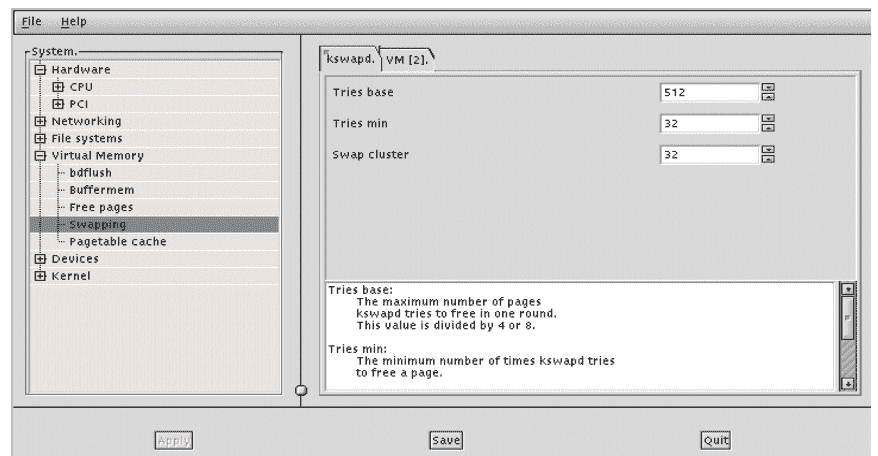 File Help
System.
Hardware
CPU
PCI
Networking
File systems
Virtual Memory
bdflush
Buffermem
Free pages
Swapping
Pagetable cache
Devices
Kernel
kswapd. VM [2].
Tries base 512
Tries min 32
Swap cluster 32
Tries base:
The maximum number of pages
kswapd tries to free in one round.
This value is divided by 4 or 8.
Tries min:
The minimum number of times kswapd tries
to free a page.
Apply Save Quit